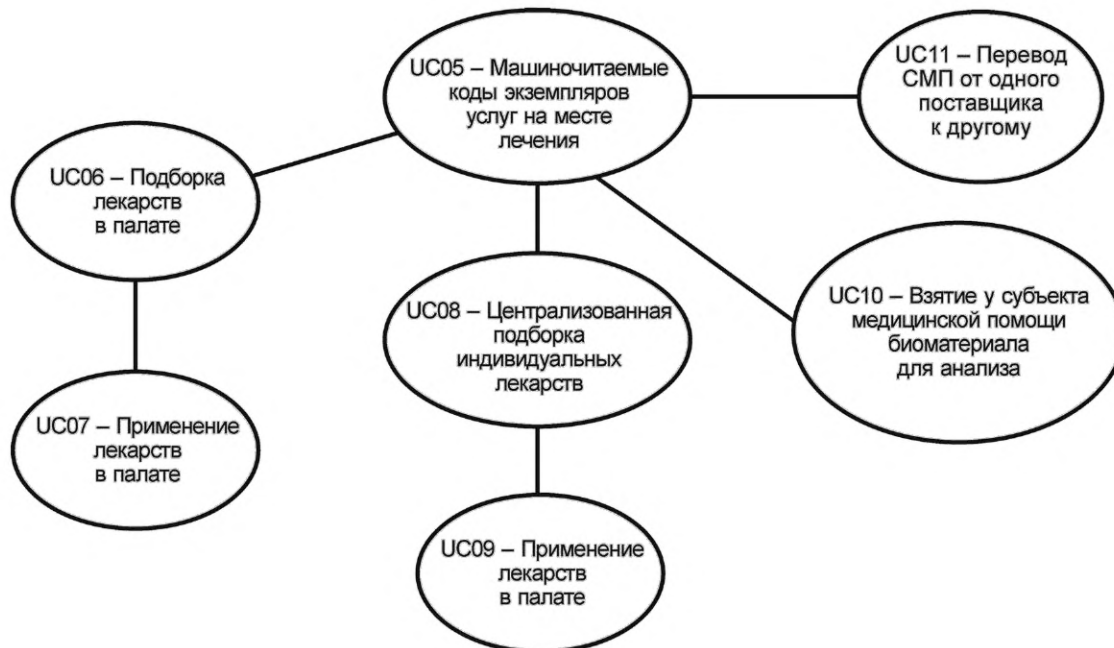 UC05 – Машиночитаемые
коды экземпляров
услуг на месте
лечения
UC11 – Перевод
СМП от одного
поставщика
к другому
UC06 – Подборка
лекарств
в палате
UC08 – Централизованная
подборка
индивидуальных
лекарств
UC10 – Взятие у субъекта
медицинской помощи
биоматериала
для анализа
UC07 – Применение
лекарств
в палате
UC09 – Применение
лекарств
в палате